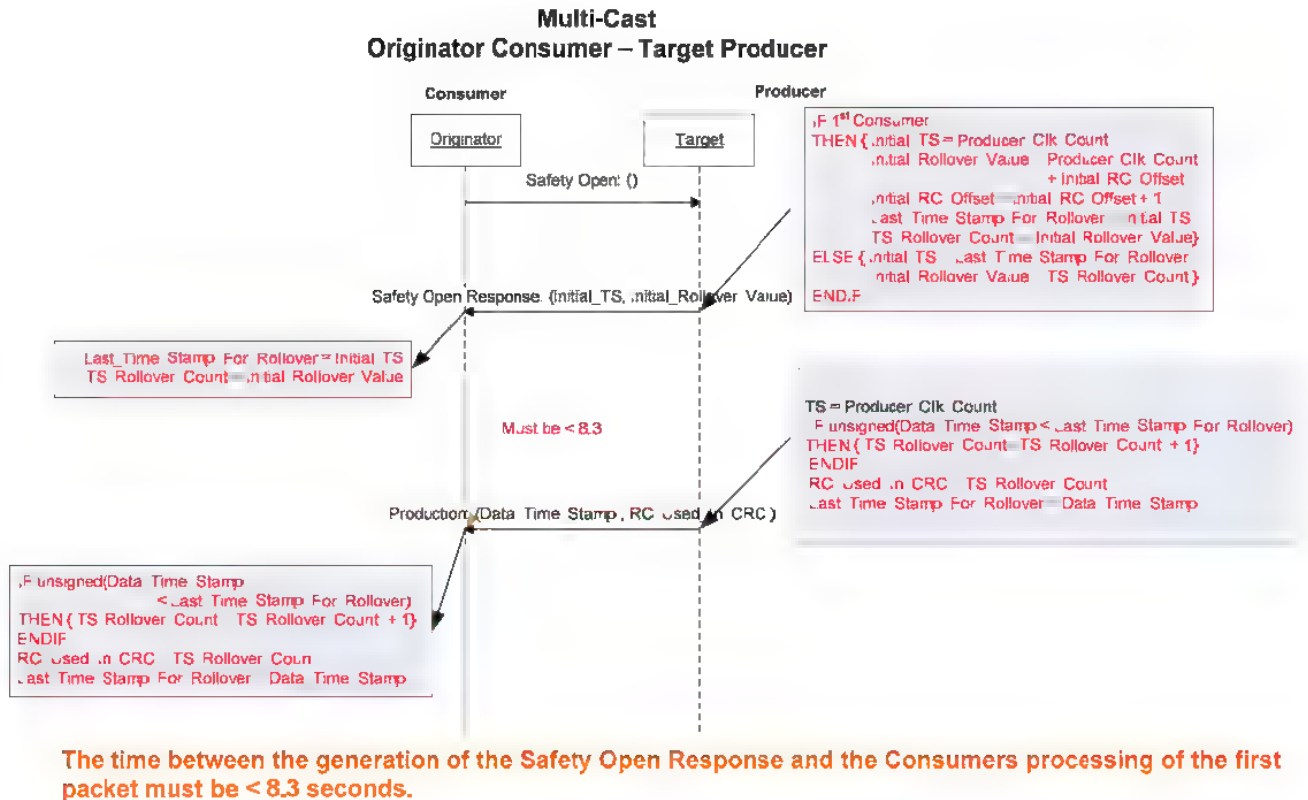 Multi-Cast
Originator Consumer – Target Producer
Consumer
Producer
Originator
Target
Safety Open: ()
IF 1st Consumer
THEN { Initial TS = Producer Clk Count
Initial Rollover Value Producer Clk Count
+ Initial RC Offset
Initial RC Offset = Initial RC Offset + 1
Last Time Stamp For Rollover = Initial TS
TS Rollover Count = Initial Rollover Value}
ELSE { Initial TS Last Time Stamp For Rollover
Initial Rollover Value TS Rollover Count }
ENDIF
Safety Open Response. (Initial_TS, Initial_Rollover Value)
Last_Time Stamp For Rollover = Initial TS
TS Rollover Count = Initial Rollover Value
Must be < 8.3
TS = Producer Clk Count
IF unsigned(Data Time Stamp < Last Time Stamp For Rollover)
THEN { TS Rollover Count = TS Rollover Count + 1}
ENDIF
RC Used In CRC TS Rollover Count
Last Time Stamp For Rollover = Data Time Stamp
Production: (Data Time Stamp, RC Used In CRC )
IF unsigned(Data Time Stamp
< Last Time Stamp For Rollover)
THEN { TS Rollover Count TS Rollover Count + 1}
ENDIF
RC Used In CRC TS Rollover Coun
Last Time Stamp For Rollover Data Time Stamp
The time between the generation of the Safety Open Response and the Consumers processing of the first
packet must be < 8.3 seconds.